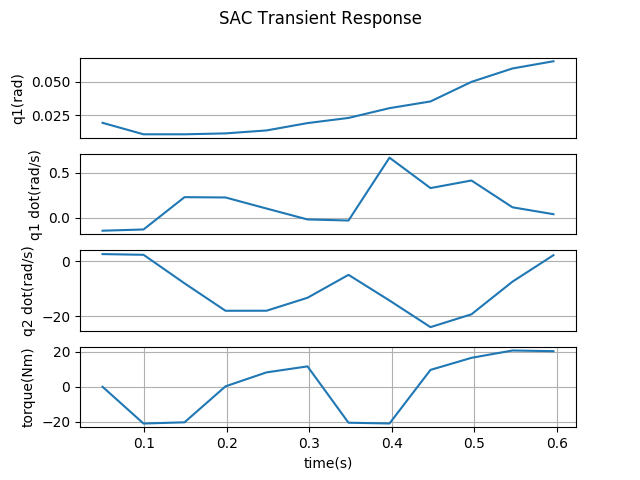 SAC Transient Response
q1(rad)
0.050
0.025
q1 dot(rad/s)
0.5
0.0
q2 dot(rad/s)
0
−20
torque(Nm)
20
0
−20
0.1 0.2 0.3 0.4 0.5 0.6
time(s)